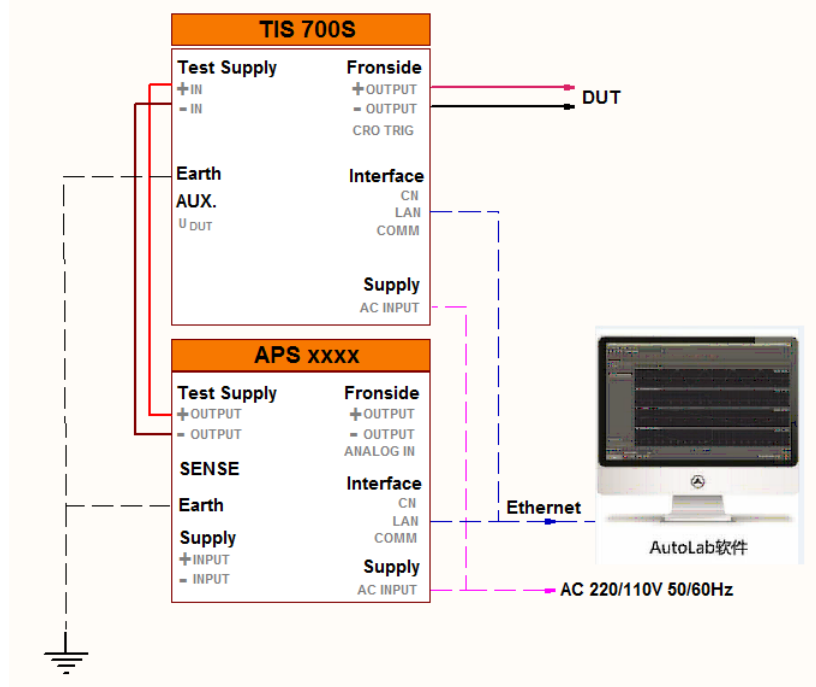 TIS 700S
Test Supply Fronside
+IN +OUTPUT
- IN - OUTPUT
DUT
CRO TRIG
Earth Interface
AUX. CN
U DUT LAN
COMM
Supply
AC INPUT
APS xxxx
Test Supply Fronside
+OUTPUT +OUTPUT
- OUTPUT - OUTPUT
ANALOG IN
SENSE
Interface
Earth CN
LAN
Ethernet
Supply COMM
+INPUT
- INPUT Supply
AC INPUT
AC 220/110V 50/60Hz
AutoLab软件